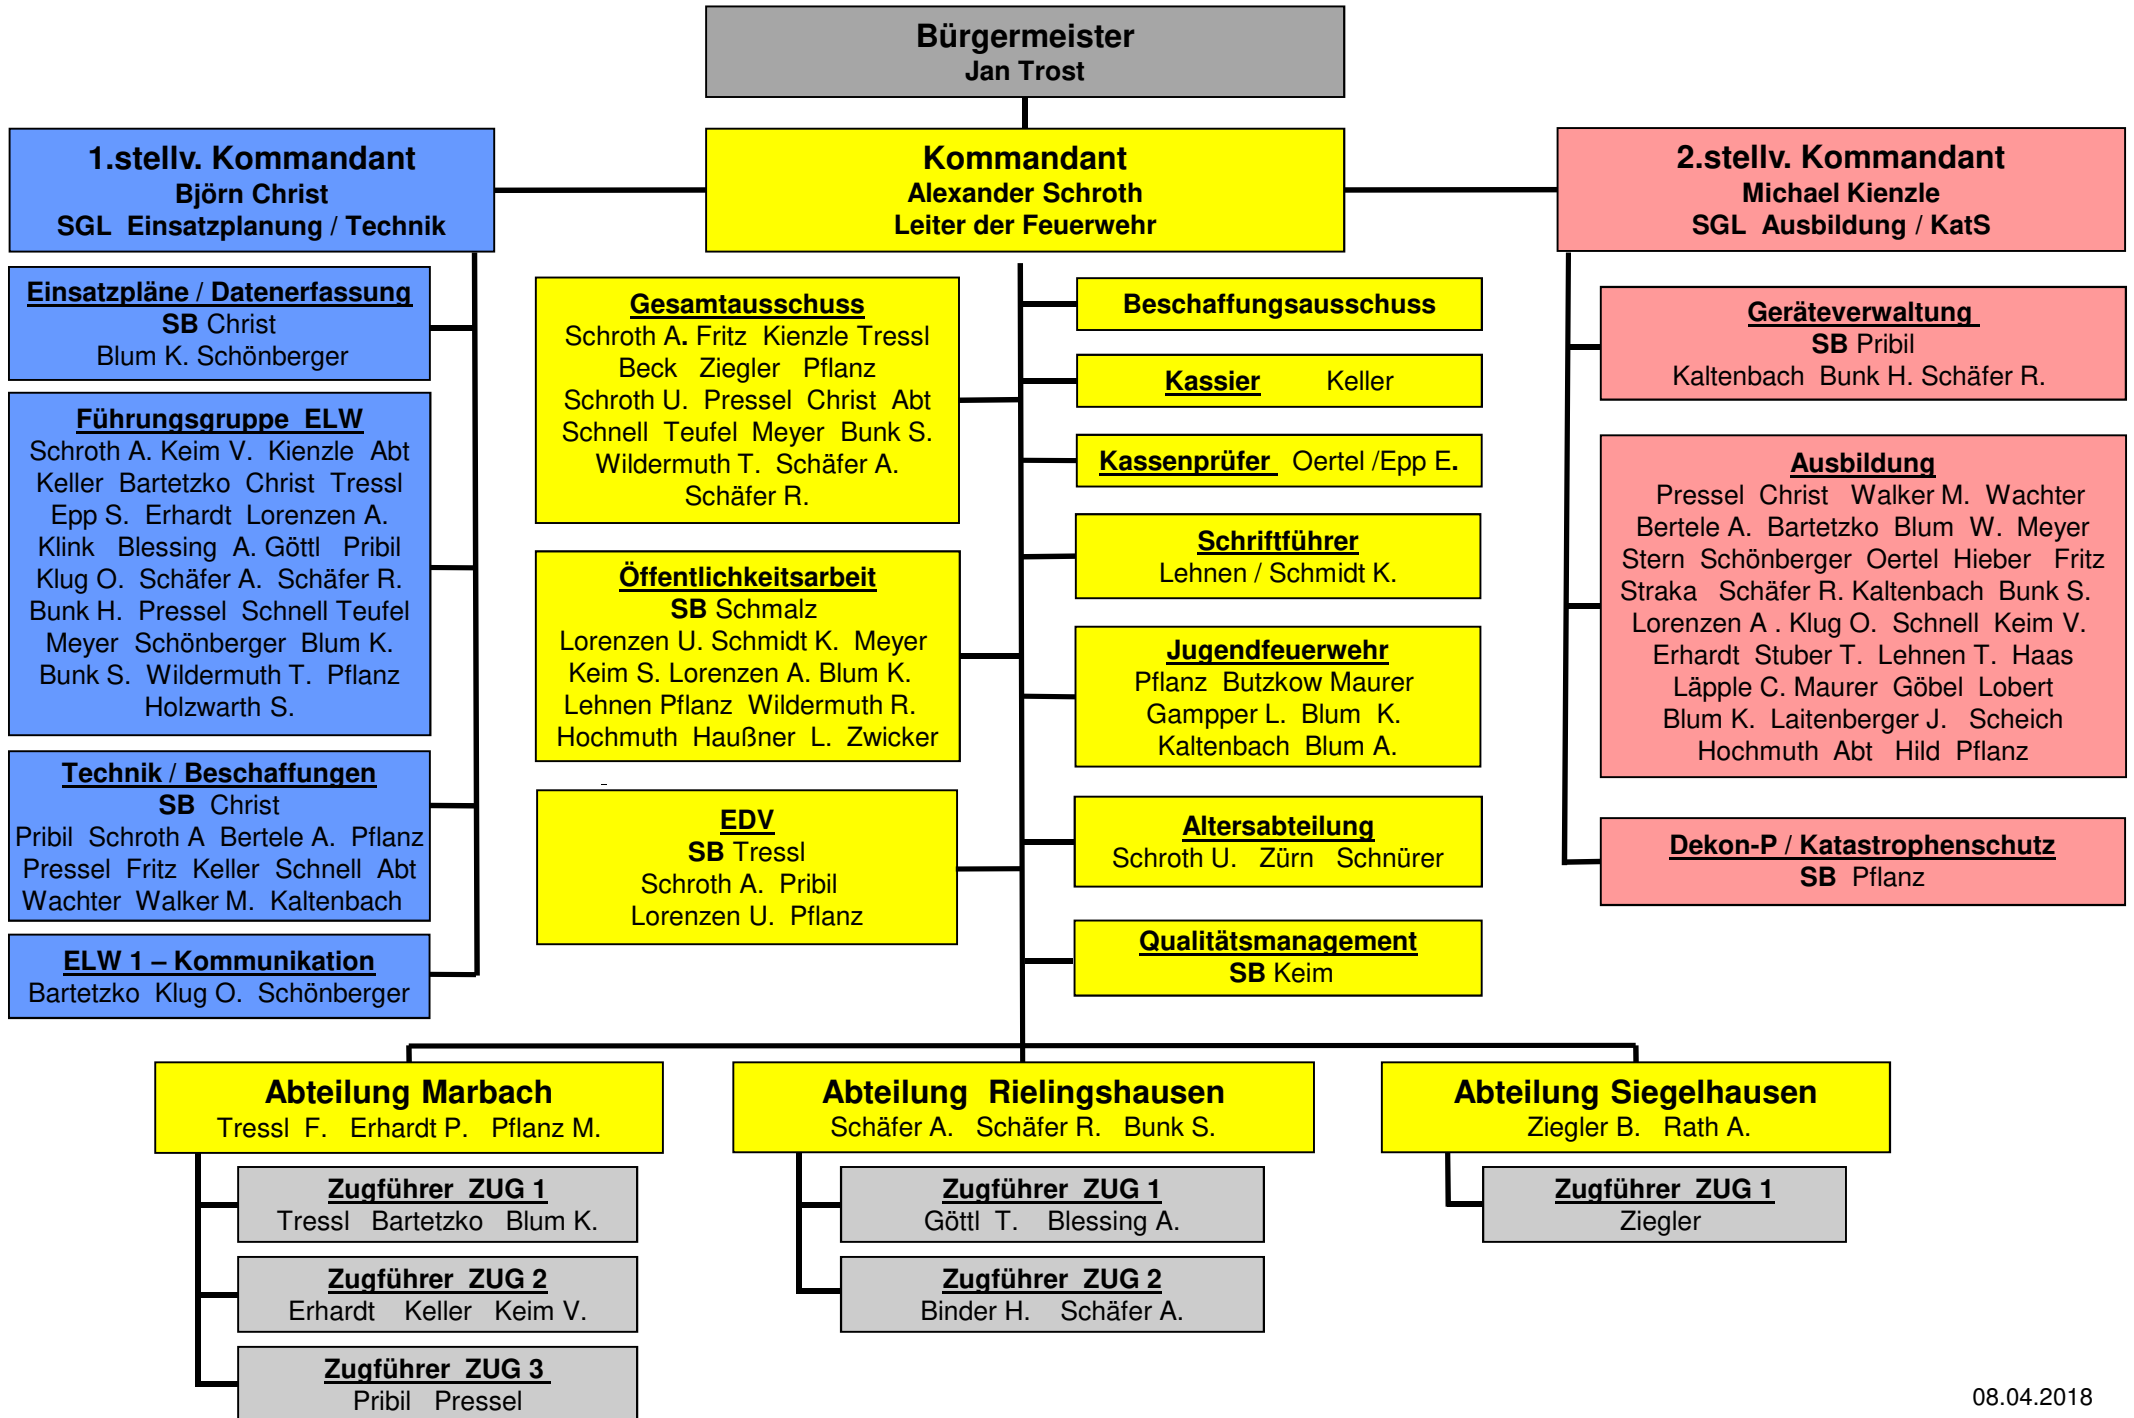 Bürgermeister
Jan Trost
1.stellv. Kommandant
Björn Christ
SGL Einsatzplanung / Technik
Kommandant
Alexander Schroth
Leiter der Feuerwehr
2.stellv. Kommandant
Michael Kienzle
SGL Ausbildung / KatS
Einsatzpläne / Datenerfassung
SB Christ
Blum K. Schönberger
Führungsgruppe ELW
Schroth A. Keim V. Kienzle Abt
Keller Bartetzko Christ Tressl
Epp S. Erhardt Lorenzen A.
Klink Blessing A. Göttl Pribil
Klug O. Schäfer A. Schäfer R.
Bunk H. Pressel Schnell Teufel
Meyer Schönberger Blum K.
Bunk S. Wildermuth T. Pflanz
Holzwarth S.
Technik / Beschaffungen
SB Christ
Pribil Schroth A Bertele A. Pflanz
Pressel Fritz Keller Schnell Abt
Wachter Walker M. Kaltenbach
ELW 1 – Kommunikation
Bartetzko Klug O. Schönberger
Gesamtausschuss
Schroth A. Fritz Kienzle Tressl
Beck Ziegler Pflanz
Schroth U. Pressel Christ Abt
Schnell Teufel Meyer Bunk S.
Wildermuth T. Schäfer A.
Schäfer R.
Öffentlichkeitsarbeit
SB Schmalz
Lorenzen U. Schmidt K. Meyer
Keim S. Lorenzen A. Blum K.
Lehnen Pflanz Wildermuth R.
Hochmuth Haußner L. Zwicker
EDV
SB Tressl
Schroth A. Pribil
Lorenzen U. Pflanz
Beschaffungsausschuss
Kassier Keller
Kassenprüfer Oertel /Epp E.
Schriftführer
Lehnen / Schmidt K.
Jugendfeuerwehr
Pflanz Butzkow Maurer
Gampper L. Blum K.
Kaltenbach Blum A.
Altersabteilung
Schroth U. Zürn Schnürer
Qualitätsmanagement
SB Keim
Geräteverwaltung
SB Pribil
Kaltenbach Bunk H. Schäfer R.
Ausbildung
Pressel Christ Walker M. Wachter
Bertele A. Bartetzko Blum W. Meyer
Stern Schönberger Oertel Hieber Fritz
Straka Schäfer R. Kaltenbach Bunk S.
Lorenzen A . Klug O. Schnell Keim V.
Erhardt Stuber T. Lehnen T. Haas
Läpple C. Maurer Göbel Lobert
Blum K. Laitenberger J. Scheich
Hochmuth Abt Hild Pflanz
Dekon-P / Katastrophenschutz
SB Pflanz
Abteilung Marbach
Tressl F. Erhardt P. Pflanz M.
Zugführer ZUG 1
Tressl Bartetzko Blum K.
Zugführer ZUG 2
Erhardt Keller Keim V.
Zugführer ZUG 3
Pribil Pressel
Abteilung Rielingshausen
Schäfer A. Schäfer R. Bunk S.
Zugführer ZUG 1
Göttl T. Blessing A.
Zugführer ZUG 2
Binder H. Schäfer A.
Abteilung Siegelhausen
Ziegler B. Rath A.
Zugführer ZUG 1
Ziegler
08.04.2018